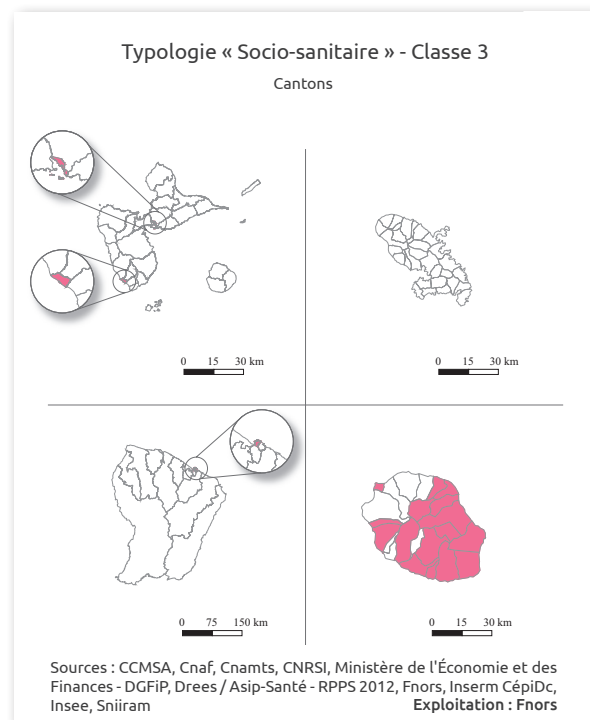 Typologie « Socio-sanitaire » - Classe 3
Cantons
0 15 30 km
0 15 30 km
0 75 150 km
0 15 30 km
Sources : CCMSA, Cnaf, Cnamts, CNRSI, Ministère de l'Économie et des
Finances - DGFiP, Drees / Asip-Santé - RPPS 2012, Fnors, Inserm CépiDc,
Insee, Sniiram
Exploitation : Fnors